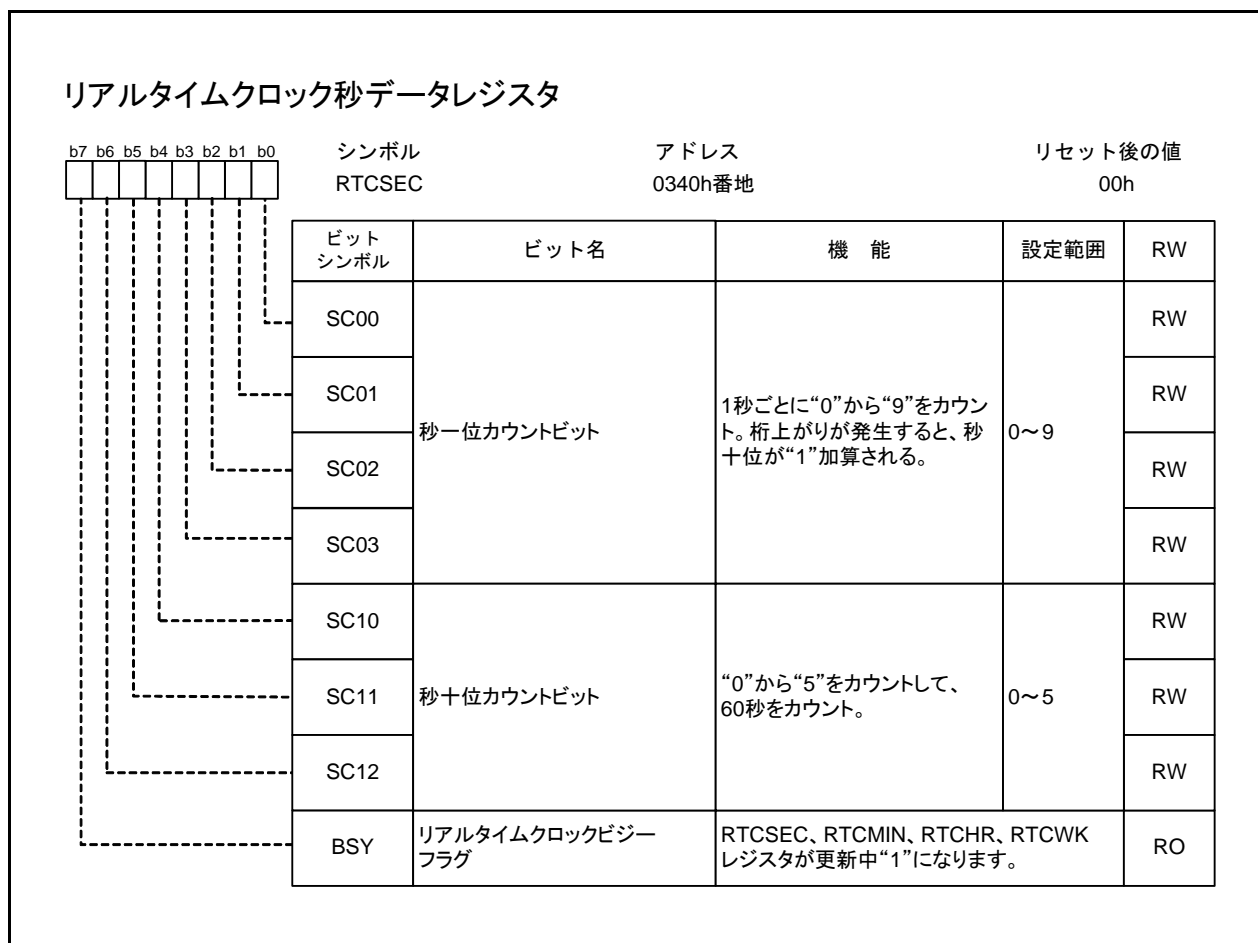 リアルタイムクロック秒データレジスタ
b7 b6 b5 b4 b3 b2 b1 b0
シンボル アドレス リセット後の値
RTCSEC 0340h番地 00h
ビット
シンボル
ビット名
機　能
設定範囲
RW
SC00
RW
SC01
RW
SC02
RW
SC03
RW
秒一位カウントビット
1秒ごとに“0”から“9”をカウン
ト。桁上がりが発生すると、秒
十位が“1”加算される。
0～9
SC10
RW
SC11
RW
SC12
RW
秒十位カウントビット
“0”から“5”をカウントして、
60秒をカウント。
0～5
BSY
リアルタイムクロックビジー
フラグ
RTCSEC、RTCMIN、RTCHR、RTCWK
レジスタが更新中“1”になります。
RO